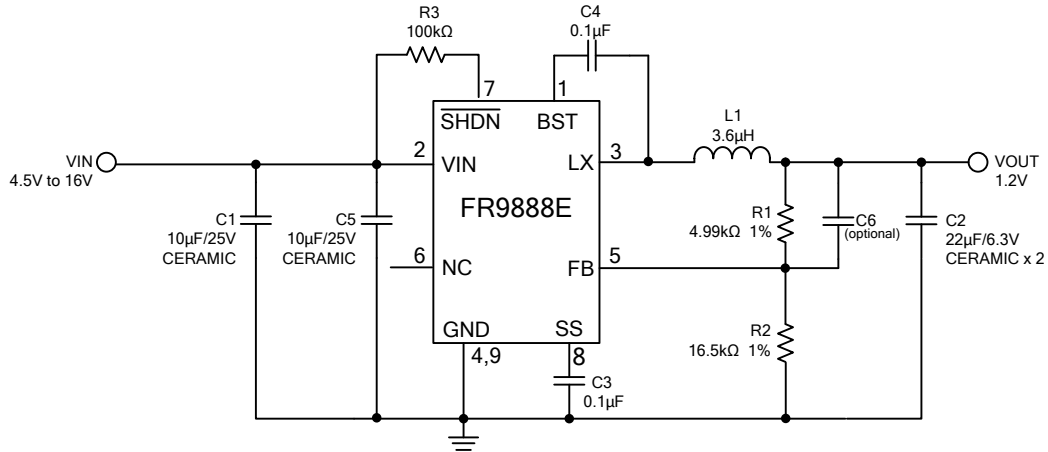 R3
100kΩ
C4
0.1µF
7
1
SHDN
BST
L1
3.6µH
VIN
4.5V to 16V
2
VIN
LX
3
VOUT
1.2V
FR9888E
C1
10µF/25V
CERAMIC
C5
10µF/25V
CERAMIC
R1
4.99kΩ 1%
C6
(optional)
C2
22µF/6.3V
CERAMIC x 2
6
NC
FB
5
GND
SS
4,9
8
R2
16.5kΩ 1%
C3
0.1µF